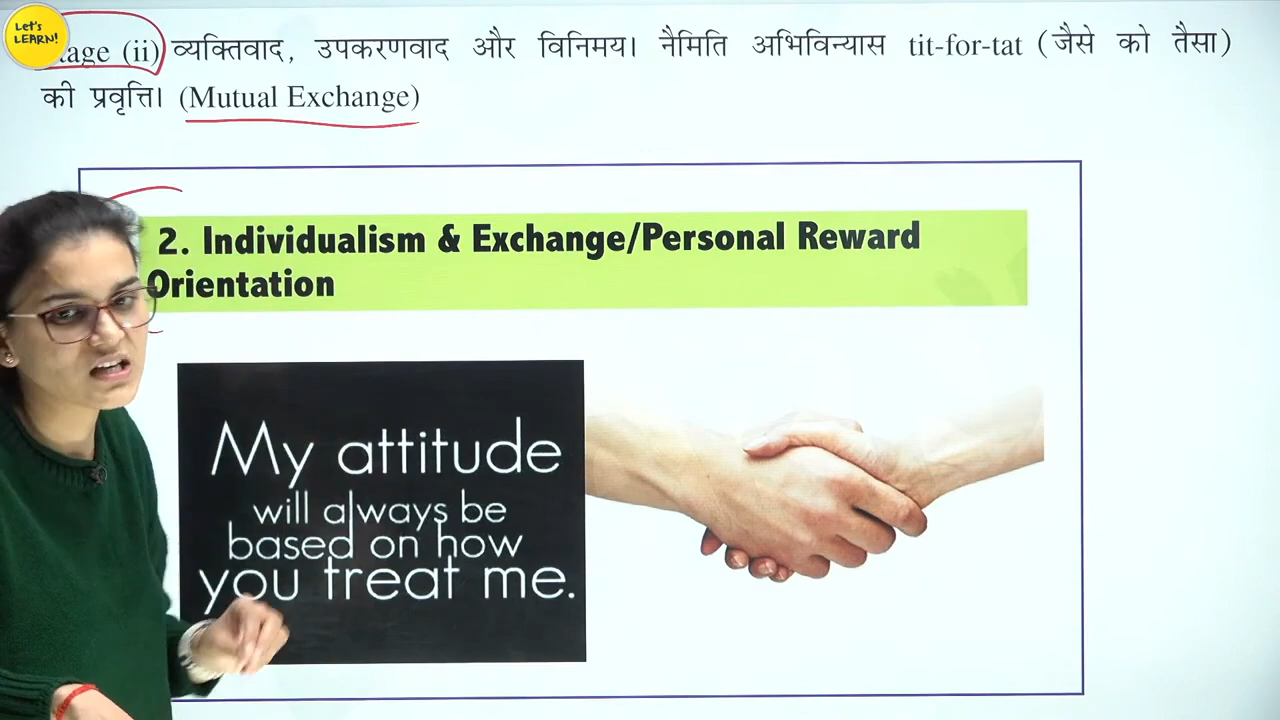 Let's
LEARN!
tage (ii) व्यक्तिवाद, उपकरणवाद और विनिमय। नैमिति अभिविन्यास tit-for-tat (जैसे को तैसा)
की प्रवृत्ति। (Mutual Exchange)
2. Individualism & Exchange/Personal Reward
Orientation
My attitude
will always be
based on how
you treat me.